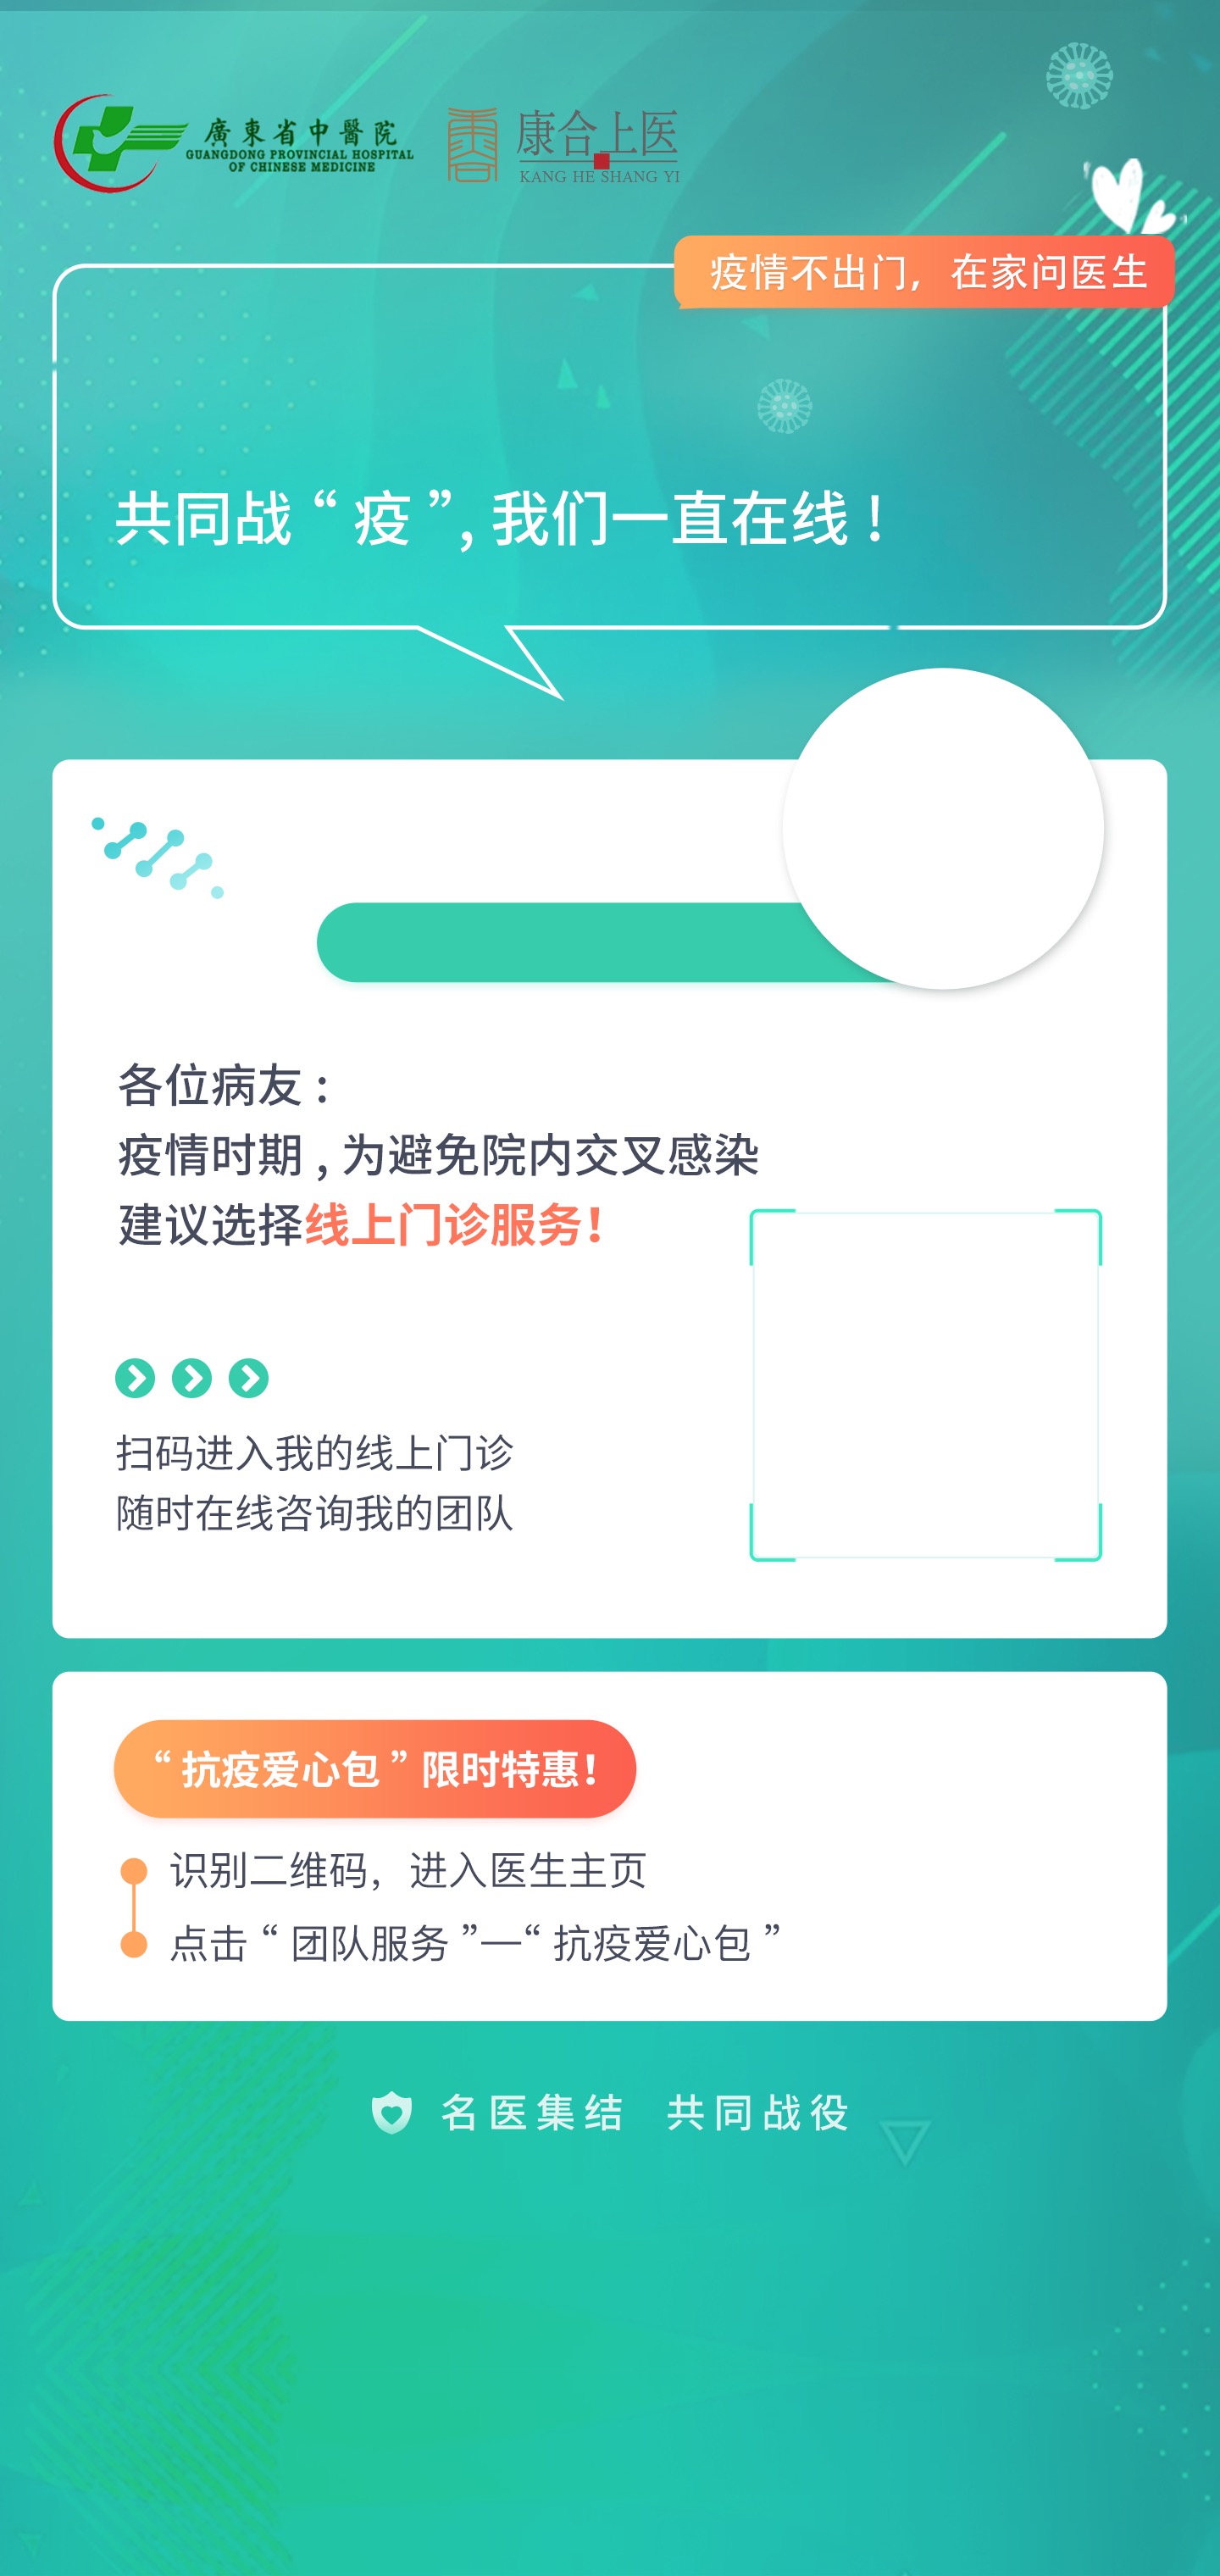 廣東省中醫院
GUANGDONG PROVINCIAL HOSPITAL
OF CHINESE MEDICINE
康合上医
KANG HE SHANG YI
疫情不出门，在家问医生
共同战“疫”，我们一直在线！
各位病友：
疫情时期，为避免院内交叉感染
建议选择线上门诊服务！
扫码进入我的线上门诊
随时在线咨询我的团队
“抗疫爱心包”限时特惠！
识别二维码，进入医生主页
点击“团队服务”—“抗疫爱心包”
名医集结 共同战役